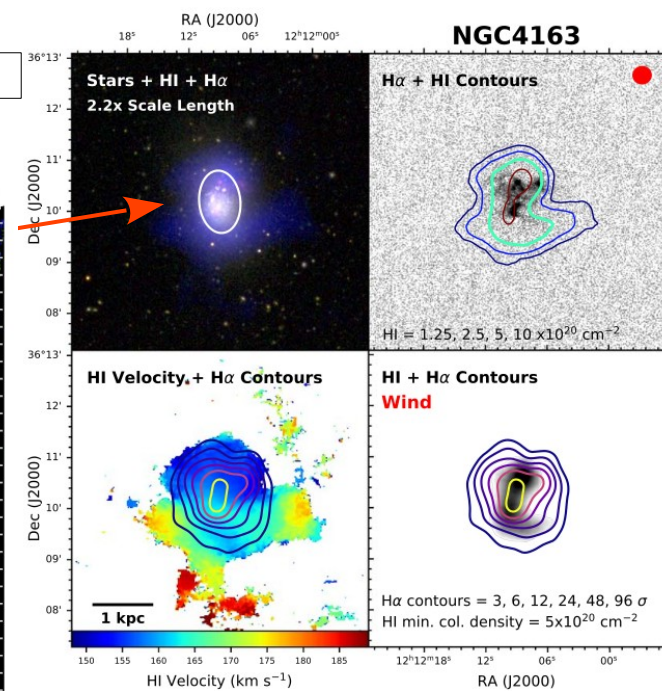 RA (J2000)
18ˢ 12ˢ 06ˢ 12ʰ12ᵐ00ˢ
NGC4163
36°13'
12'
11'
10'
09'
08'
Dec (J2000)
Stars + HI + Hα
2.2x Scale Length
Hα + HI Contours
HI = 1.25, 2.5, 5, 10 x10²⁰ cm⁻²
36°13'
12'
11'
10'
09'
08'
Dec (J2000)
HI Velocity + Hα Contours
1 kpc
HI + Hα Contours
Wind
Hα contours = 3, 6, 12, 24, 48, 96 σ
HI min. col. density = 5x10²⁰ cm⁻²
150 155 160 165 170 175 180 185
HI Velocity (km s⁻¹)
12ʰ12ᵐ18ˢ 12ˢ 06ˢ 00ˢ
RA (J2000)